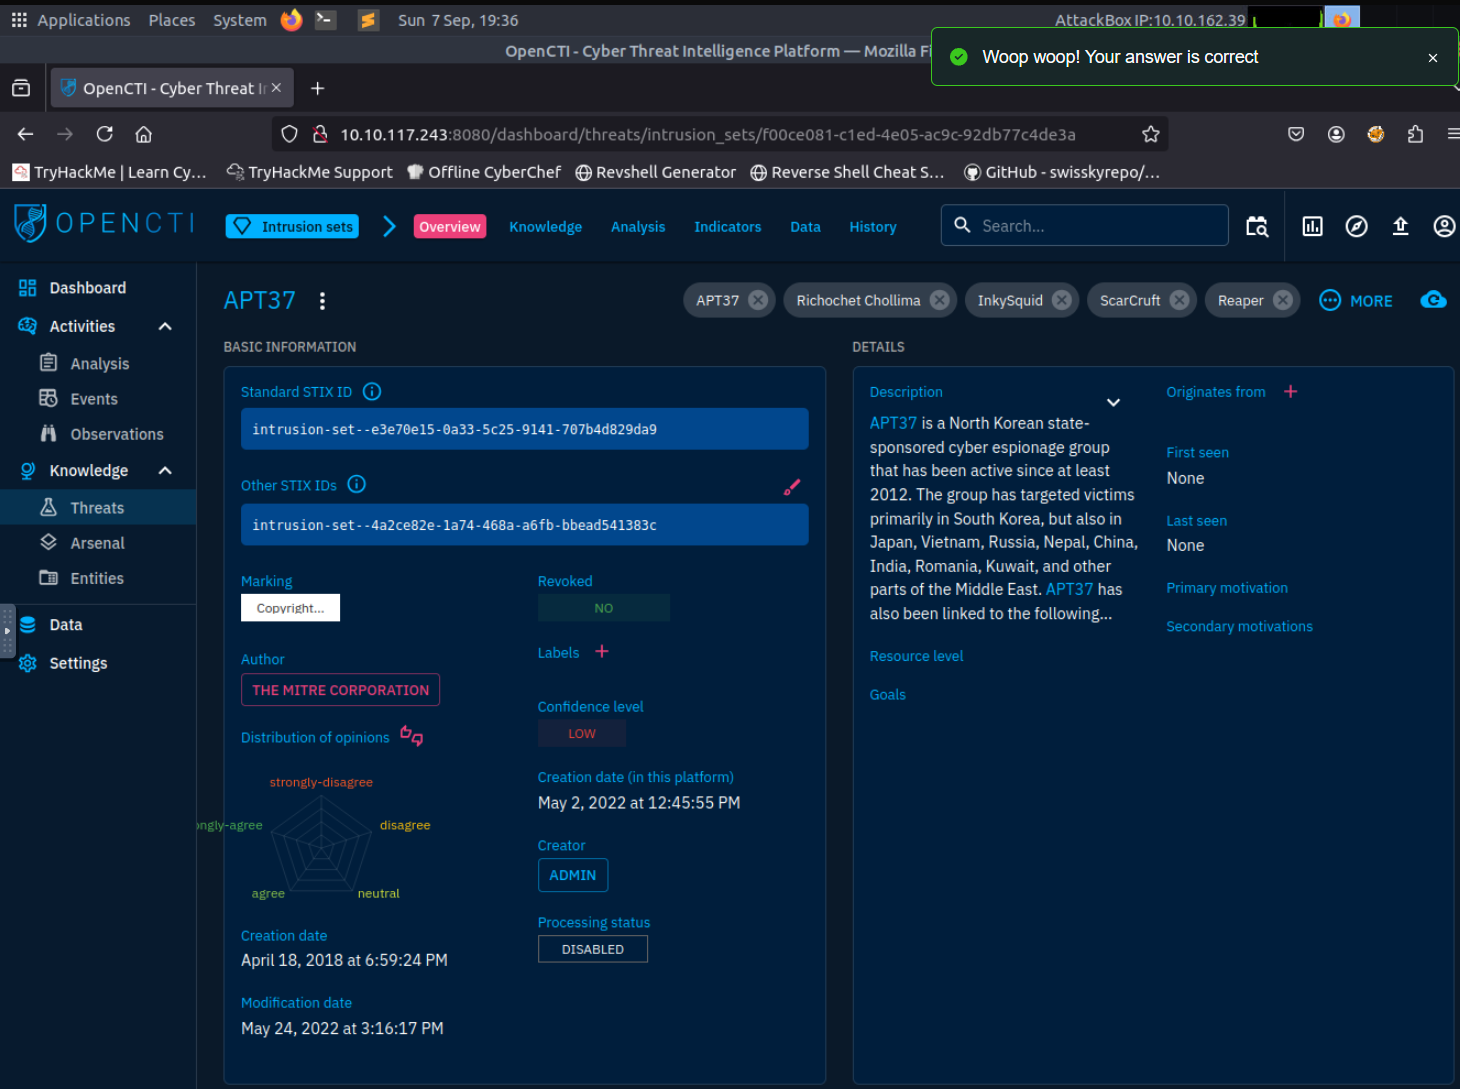 Applications Places System Sun 7 Sep, 19:36 AttackBox IP:10.10.162.39
OpenCTI - Cyber Threat Intelligence Platform — Mozilla Fi
Woop woop! Your answer is correct
OpenCTI - Cyber Threat In
10.10.117.243:8080/dashboard/threats/intrusion_sets/f00ce081-c1ed-4e05-ac9c-92db77c4de3a
TryHackMe | Learn Cy... TryHackMe Support Offline CyberChef Revshell Generator Reverse Shell Cheat S... GitHub - swisskyrepo/...
OPENCTI Intrusion sets Overview Knowledge Analysis Indicators Data History Search...
Dashboard
Activities
Analysis
Events
Observations
Knowledge
Threats
Arsenal
Entities
Data
Settings
APT37 APT37 Richochet Chollima InkySquid ScarCruft Reaper MORE
BASIC INFORMATION
Standard STIX ID
intrusion-set--e3e70e15-0a33-5c25-9141-707b4d829da9
Other STIX IDs
intrusion-set--4a2ce82e-1a74-468a-a6fb-bbead541383c
Marking
Copyright...
Revoked
NO
Author
THE MITRE CORPORATION
Labels
Confidence level
LOW
Distribution of opinions
strongly-disagree
ongly-agree
disagree
agree
neutral
Creation date (in this platform)
May 2, 2022 at 12:45:55 PM
Creator
ADMIN
Processing status
DISABLED
Creation date
April 18, 2018 at 6:59:24 PM
Modification date
May 24, 2022 at 3:16:17 PM
DETAILS
Description
APT37 is a North Korean state-
sponsored cyber espionage group
that has been active since at least
2012. The group has targeted victims
primarily in South Korea, but also in
Japan, Vietnam, Russia, Nepal, China,
India, Romania, Kuwait, and other
parts of the Middle East. APT37 has
also been linked to the following...
Resource level
Goals
Originates from
First seen
None
Last seen
None
Primary motivation
Secondary motivations